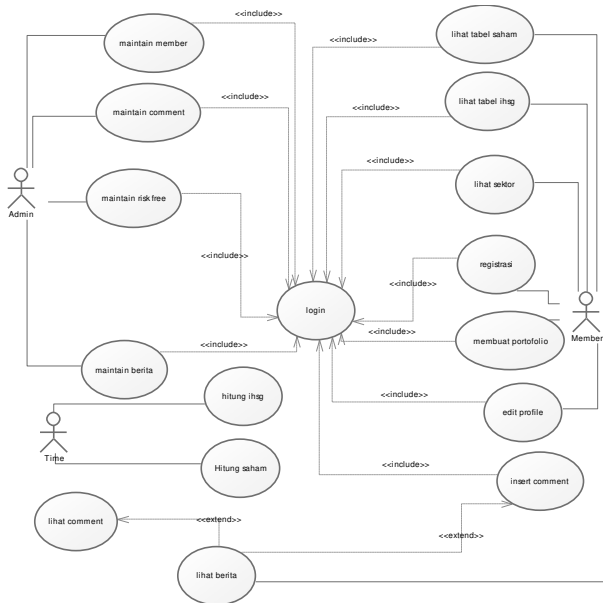 <<include>>
maintain member
<<include>>
lihat tabel saham
maintain comment
<<include>>
<<include>>
lihat tabel ihsg
maintain risk free
<<include>>
lihat sektor
Admin
<<include>>
<<include>>
registrasi
login
<<include>>
maintain berita
<<include>>
membuat portofolio
Member
hitung ihsg
<<include>>
edit profile
Time
Hitung saham
<<include>>
insert comment
lihat comment
<<extend>>
<<extend>>
lihat berita